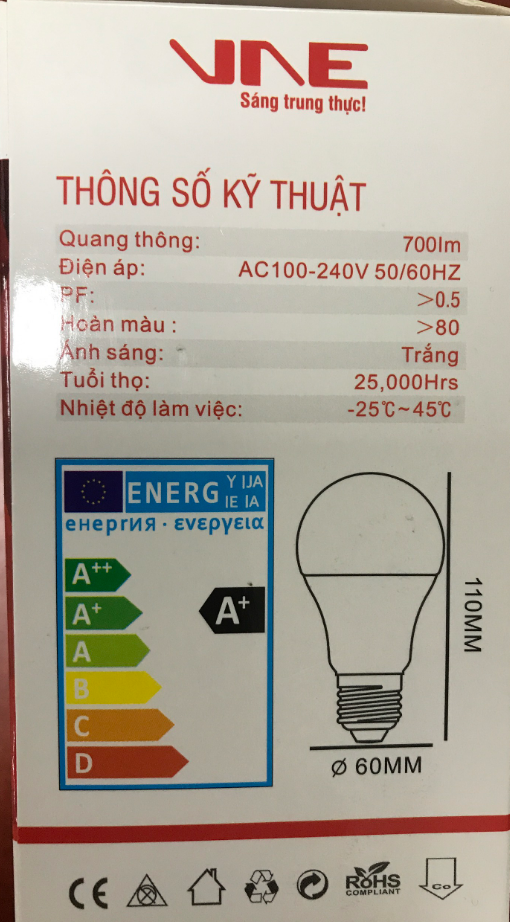 VNE
Sáng trung thực!
THÔNG SỐ KỸ THUẬT
Quang thông: 700lm
Điện áp: AC100-240V 50/60HZ
PF: >0.5
Hoàn màu : >80
Ánh sáng: Trắng
Tuổi thọ: 25,000Hrs
Nhiệt độ làm việc: -25℃~45℃
ENERG Y IJA
IE IA
енергия · ενεργεια
A++
A+
A+
A
B
C
D
110MM
Ø 60MM
CE
RoHS
COMPLIANT
Co